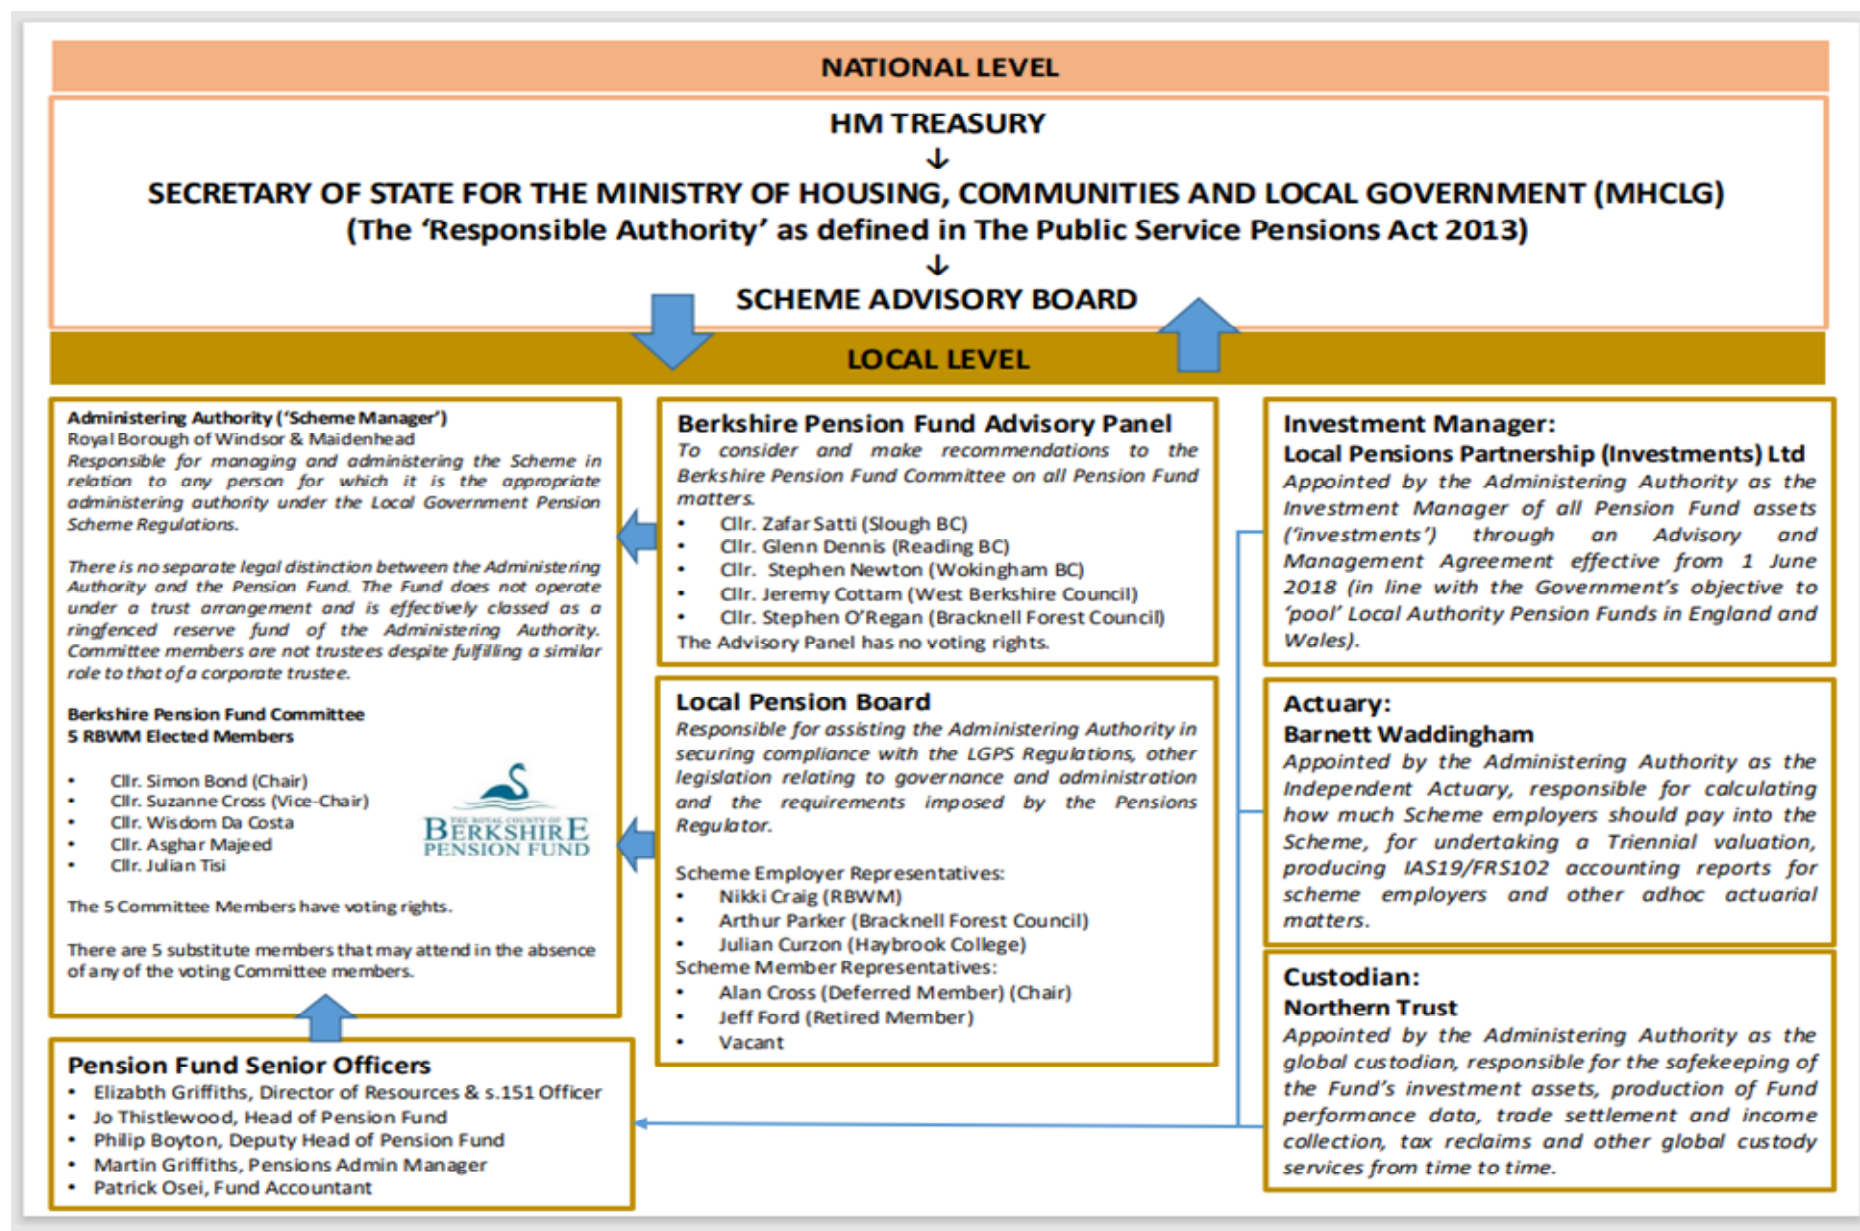 NATIONAL LEVEL
HM TREASURY
↓
SECRETARY OF STATE FOR THE MINISTRY OF HOUSING, COMMUNITIES AND LOCAL GOVERNMENT (MHCLG)
(The ‘Responsible Authority’ as defined in The Public Service Pensions Act 2013)
↓
SCHEME ADVISORY BOARD
LOCAL LEVEL
Administering Authority (‘Scheme Manager’)
Royal Borough of Windsor & Maidenhead
Responsible for managing and administering the Scheme in
relation to any person for which it is the appropriate
administering authority under the Local Government Pension
Scheme Regulations.
There is no separate legal distinction between the Administering
Authority and the Pension Fund. The Fund does not operate
under a trust arrangement and is effectively classed as a
ringfenced reserve fund of the Administering Authority.
Committee members are not trustees despite fulfilling a similar
role to that of a corporate trustee.
Berkshire Pension Fund Committee
5 RBWM Elected Members
• Cllr. Simon Bond (Chair)
• Cllr. Suzanne Cross (Vice-Chair)
• Cllr. Wisdom Da Costa
• Cllr. Asghar Majeed
• Cllr. Julian Tisi
THE ROYAL COUNTY OF
BERKSHIRE
PENSION FUND
The 5 Committee Members have voting rights.
There are 5 substitute members that may attend in the absence
of any of the voting Committee members.
Pension Fund Senior Officers
• Elizabth Griffiths, Director of Resources & s.151 Officer
• Jo Thistlewood, Head of Pension Fund
• Philip Boyton, Deputy Head of Pension Fund
• Martin Griffiths, Pensions Admin Manager
• Patrick Osei, Fund Accountant
Berkshire Pension Fund Advisory Panel
To consider and make recommendations to the
Berkshire Pension Fund Committee on all Pension Fund
matters.
• Cllr. Zafar Satti (Slough BC)
• Cllr. Glenn Dennis (Reading BC)
• Cllr. Stephen Newton (Wokingham BC)
• Cllr. Jeremy Cottam (West Berkshire Council)
• Cllr. Stephen O’Regan (Bracknell Forest Council)
The Advisory Panel has no voting rights.
Local Pension Board
Responsible for assisting the Administering Authority in
securing compliance with the LGPS Regulations, other
legislation relating to governance and administration
and the requirements imposed by the Pensions
Regulator.
Scheme Employer Representatives:
• Nikki Craig (RBWM)
• Arthur Parker (Bracknell Forest Council)
• Julian Curzon (Haybrook College)
Scheme Member Representatives:
• Alan Cross (Deferred Member) (Chair)
• Jeff Ford (Retired Member)
• Vacant
Investment Manager:
Local Pensions Partnership (Investments) Ltd
Appointed by the Administering Authority as the
Investment Manager of all Pension Fund assets
(‘investments’) through an Advisory and
Management Agreement effective from 1 June
2018 (in line with the Government’s objective to
‘pool’ Local Authority Pension Funds in England and
Wales).
Actuary:
Barnett Waddingham
Appointed by the Administering Authority as the
Independent Actuary, responsible for calculating
how much Scheme employers should pay into the
Scheme, for undertaking a Triennial valuation,
producing IAS19/FRS102 accounting reports for
scheme employers and other adhoc actuarial
matters.
Custodian:
Northern Trust
Appointed by the Administering Authority as the
global custodian, responsible for the safekeeping of
the Fund’s investment assets, production of Fund
performance data, trade settlement and income
collection, tax reclaims and other global custody
services from time to time.